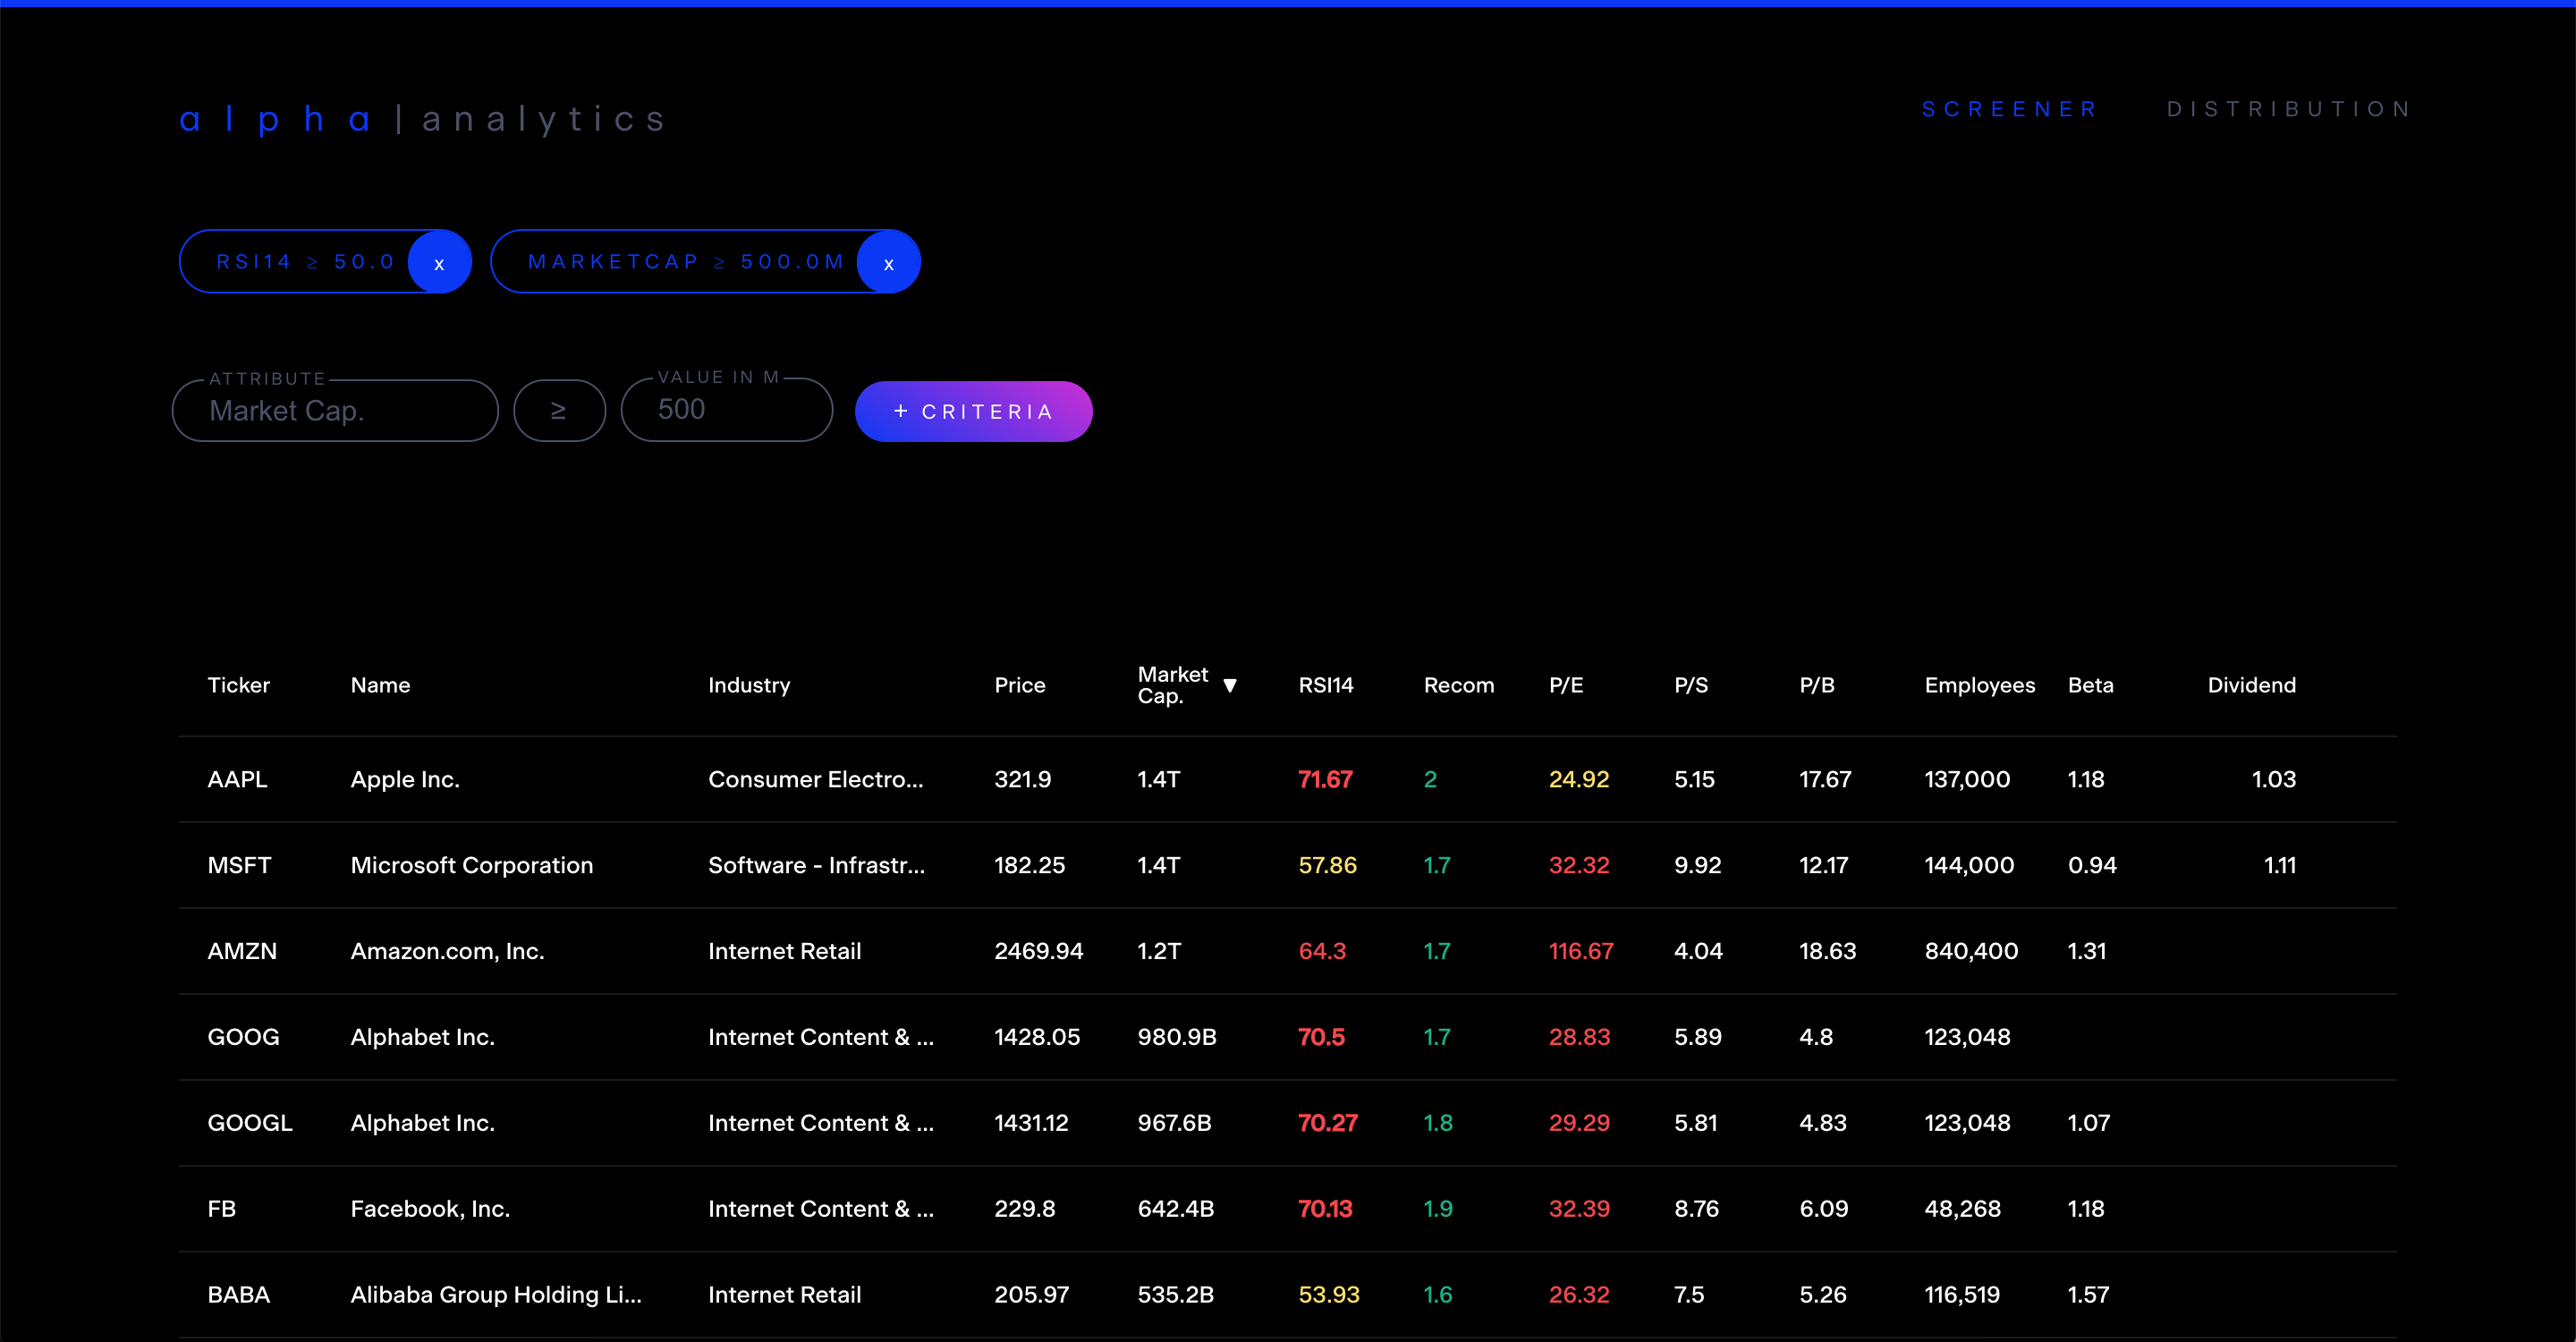 alpha|analytics
SCREENER DISTRIBUTION
RSI14 ≥ 50.0 x MARKETCAP ≥ 500.0M x
ATTRIBUTE VALUE IN M
Market Cap. ≥ 500 + CRITERIA
Ticker Name Industry Price Market Cap. ▼ RSI14 Recom P/E P/S P/B Employees Beta Dividend
AAPL Apple Inc. Consumer Electro... 321.9 1.4T 71.67 2 24.92 5.15 17.67 137,000 1.18 1.03
MSFT Microsoft Corporation Software - Infrastr... 182.25 1.4T 57.86 1.7 32.32 9.92 12.17 144,000 0.94 1.11
AMZN Amazon.com, Inc. Internet Retail 2469.94 1.2T 64.3 1.7 116.67 4.04 18.63 840,400 1.31
GOOG Alphabet Inc. Internet Content & ... 1428.05 980.9B 70.5 1.7 28.83 5.89 4.8 123,048
GOOGL Alphabet Inc. Internet Content & ... 1431.12 967.6B 70.27 1.8 29.29 5.81 4.83 123,048 1.07
FB Facebook, Inc. Internet Content & ... 229.8 642.4B 70.13 1.9 32.39 8.76 6.09 48,268 1.18
BABA Alibaba Group Holding Li... Internet Retail 205.97 535.2B 53.93 1.6 26.32 7.5 5.26 116,519 1.57